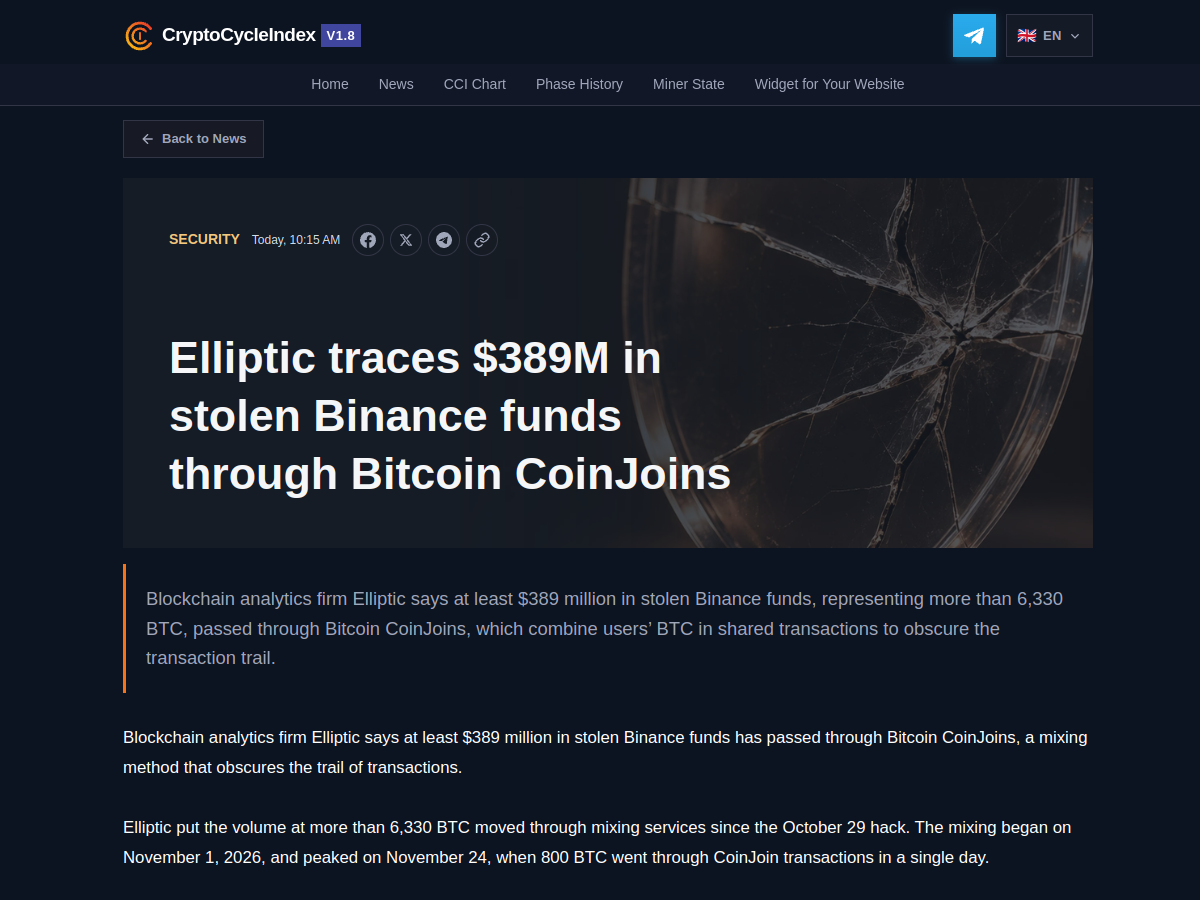 CryptoCycleIndex V1.8
EN
Home News CCI Chart Phase History Miner State Widget for Your Website
Back to News
SECURITY Today, 10:15 AM
Elliptic traces $389M in
stolen Binance funds
through Bitcoin CoinJoins
Blockchain analytics firm Elliptic says at least $389 million in stolen Binance funds, representing more than 6,330
BTC, passed through Bitcoin CoinJoins, which combine users’ BTC in shared transactions to obscure the
transaction trail.
Blockchain analytics firm Elliptic says at least $389 million in stolen Binance funds has passed through Bitcoin CoinJoins, a mixing
method that obscures the trail of transactions.
Elliptic put the volume at more than 6,330 BTC moved through mixing services since the October 29 hack. The mixing began on
November 1, 2026, and peaked on November 24, when 800 BTC went through CoinJoin transactions in a single day.